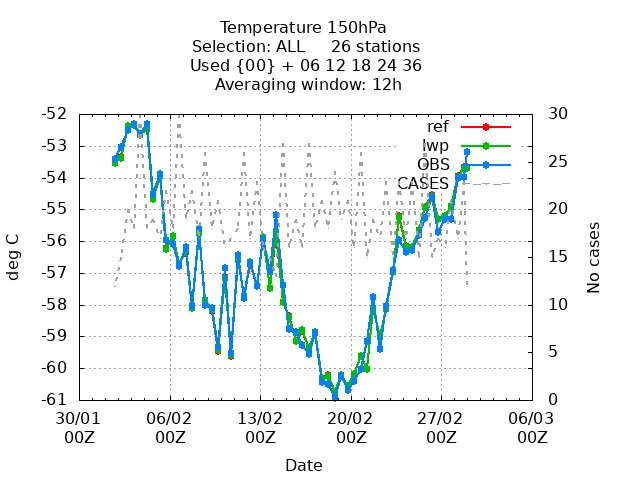 Temperature 150hPa
Selection: ALL 26 stations
Used {00} + 06 12 18 24 36
Averaging window: 12h
-52
-53
-54
-55
-56
-57
-58
-59
-60
-61
deg C
30
25
20
15
10
5
0
No cases
ref
lwp
OBS
CASES
30/01 06/02 13/02 20/02 27/02 06/03
00Z 00Z 00Z 00Z 00Z 00Z
Date